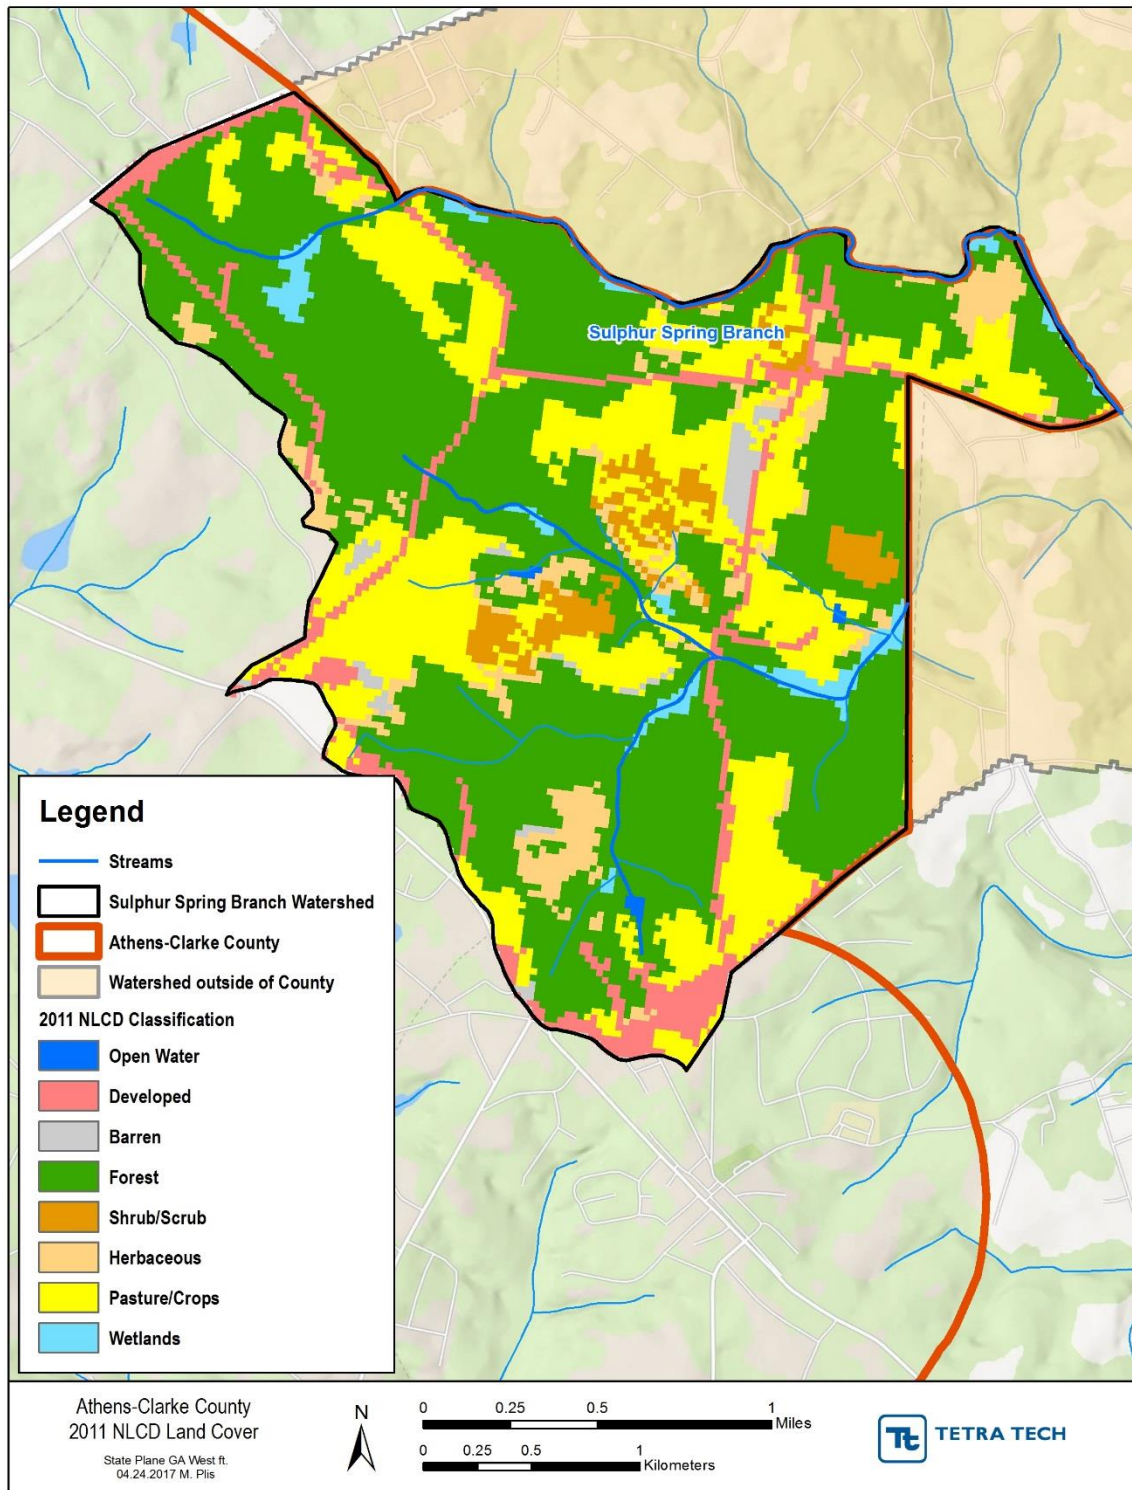 Sulphur Spring Branch
Legend
Streams
Sulphur Spring Branch Watershed
Athens-Clarke County
Watershed outside of County
2011 NLCD Classification
Open Water
Developed
Barren
Forest
Shrub/Scrub
Herbaceous
Pasture/Crops
Wetlands
Athens-Clarke County
2011 NLCD Land Cover
State Plane GA West ft.
04.24.2017 M. Plis
N
0 0.25 0.5 1
Miles
0 0.25 0.5 1
Kilometers
Tt TETRA TECH